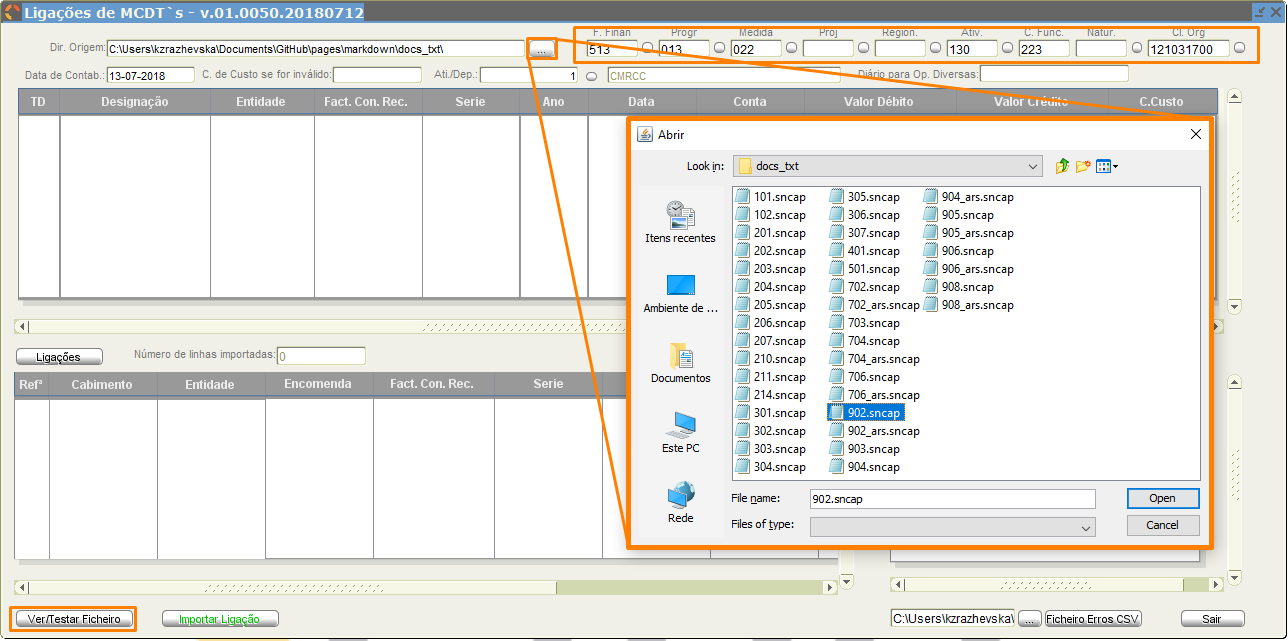 Ligações de MCDT`s - v.01.0050.20180712
F. Finan Progr Medida Proj Region. Ativ. C. Func. Natur. Cl. Org
Dir. Origem: C:\Users\kzrazhevska\Documents\GitHub\pages\markdown\docs_txt\ ... 513 013 022 130 223 121031700
Data de Contab.: 13-07-2018 C. de Custo se for inválido: Ati./Dep.: 1 CMRCC Diário para Op. Diversas:
TD Designação Entidade Fact. Con. Rec. Serie Ano Data Conta Valor Débito Valor Crédito C.Custo
Abrir
Look in: docs_txt
101.sncap 305.sncap 904_ars.sncap
102.sncap 306.sncap 905.sncap
201.sncap 307.sncap 905_ars.sncap
202.sncap 401.sncap 906.sncap
203.sncap 501.sncap 906_ars.sncap
204.sncap 702.sncap 908.sncap
205.sncap 702_ars.sncap 908_ars.sncap
206.sncap 703.sncap
207.sncap 704.sncap
210.sncap 704_ars.sncap
211.sncap 706.sncap
214.sncap 706_ars.sncap
301.sncap 902.sncap
302.sncap 902_ars.sncap
303.sncap 903.sncap
304.sncap 904.sncap
Itens recentes
Ambiente de ...
Documentos
Este PC
Rede
File name: 902.sncap Open
Files of type: Cancel
Ligações Número de linhas importadas: 0
Refª Cabimento Entidade Encomenda Fact. Con. Rec. Serie
Ver/Testar Ficheiro Importar Ligação C:\Users\kzrazhevska\ ... Ficheiro Erros CSV Sair